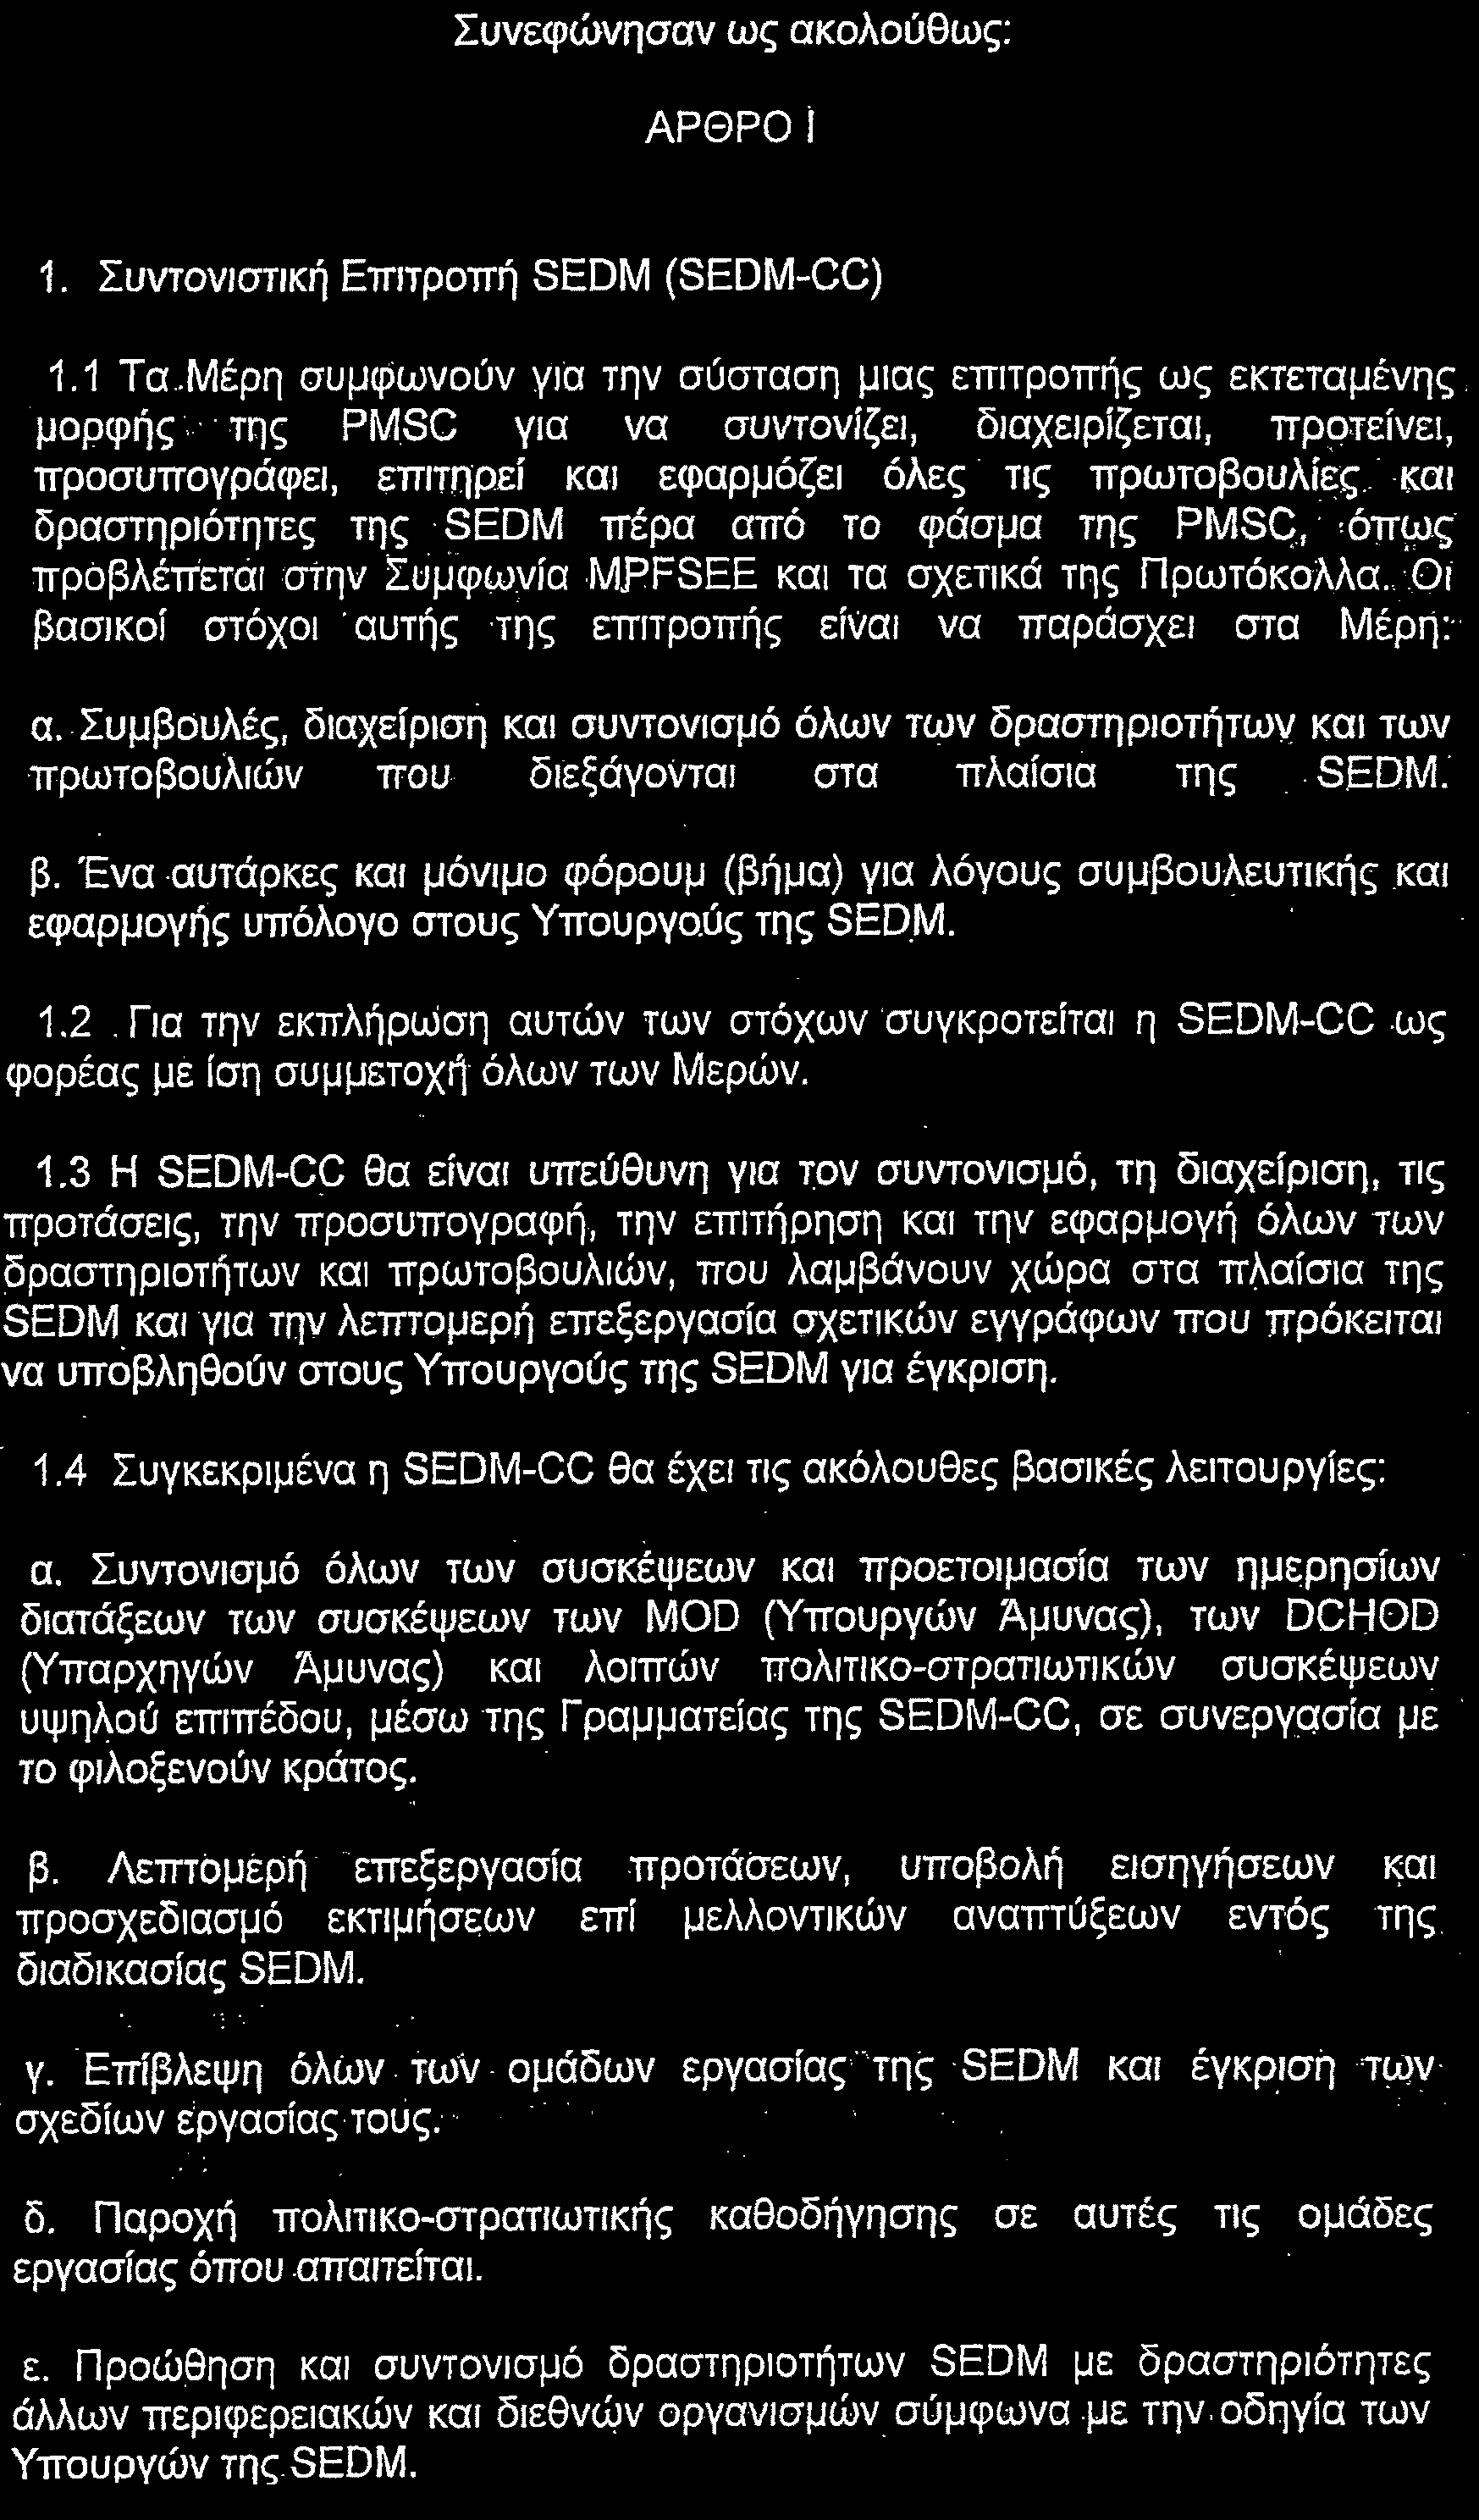 Συνεφώνησαν ως ακολούθως:
ΑΡΘΡΟ Ι
1. Συντονιστική Επιτροπή SEDM (SEDM-CC)
1.1 Τα Μέρη συμφωνούν για την σύσταση μιας επιτροπής ως εκτεταμένης
μορφής της PMSC για να συντονίζει, διαχειρίζεται, προτείνει,
προσυπογράφει, επιτηρεί και εφαρμόζει όλες τις πρωτοβουλίες και
δραστηριότητες της SEDM πέρα από το φάσμα της PMSC, όπως
προβλέπεται στην Συμφωνία MPFSEE και τα σχετικά της Πρωτόκολλα. Οι
βασικοί στόχοι αυτής της επιτροπής είναι να παράσχει στα Μέρη:
α. Συμβουλές, διαχείριση και συντονισμό όλων των δραστηριοτήτων και των
πρωτοβουλιών που διεξάγονται στα πλαίσια της SEDM.
β. Ένα αυτάρκες και μόνιμο φόρουμ (βήμα) για λόγους συμβουλευτικής και
εφαρμογής υπόλογο στους Υπουργούς της SEDM.
1.2 Για την εκπλήρωση αυτών των στόχων συγκροτείται η SEDM-CC ως
φορέας με ίση συμμετοχή όλων των Μερών.
1.3 Η SEDM-CC θα είναι υπεύθυνη για τον συντονισμό, τη διαχείριση, τις
προτάσεις, την προσυπογραφή, την επιτήρηση και την εφαρμογή όλων των
δραστηριοτήτων και πρωτοβουλιών, που λαμβάνουν χώρα στα πλαίσια της
SEDM και για την λεπτομερή επεξεργασία σχετικών εγγράφων που πρόκειται
να υποβληθούν στους Υπουργούς της SEDM για έγκριση.
1.4 Συγκεκριμένα η SEDM-CC θα έχει τις ακόλουθες βασικές λειτουργίες:
α. Συντονισμό όλων των συσκέψεων και προετοιμασία των ημερησίων
διατάξεων των συσκέψεων των MOD (Υπουργών Άμυνας), των DCHOD
(Υπαρχηγών Άμυνας) και λοιπών πολιτικο-στρατιωτικών συσκέψεων
υψηλού επιπέδου, μέσω της Γραμματείας της SEDM-CC, σε συνεργασία με
το φιλοξενούν κράτος.
β. Λεπτομερή επεξεργασία προτάσεων, υποβολή εισηγήσεων και
προσχεδιασμό εκτιμήσεων επί μελλοντικών αναπτύξεων εντός της
διαδικασίας SEDM.
γ. Επίβλεψη όλων των ομάδων εργασίας της SEDM και έγκριση των
σχεδίων εργασίας τους.
δ. Παροχή πολιτικο-στρατιωτικής καθοδήγησης σε αυτές τις ομάδες
εργασίας όπου απαιτείται.
ε. Προώθηση και συντονισμό δραστηριοτήτων SEDM με δραστηριότητες
άλλων περιφερειακών και διεθνών οργανισμών σύμφωνα με την οδηγία των
Υπουργών της SEDM.